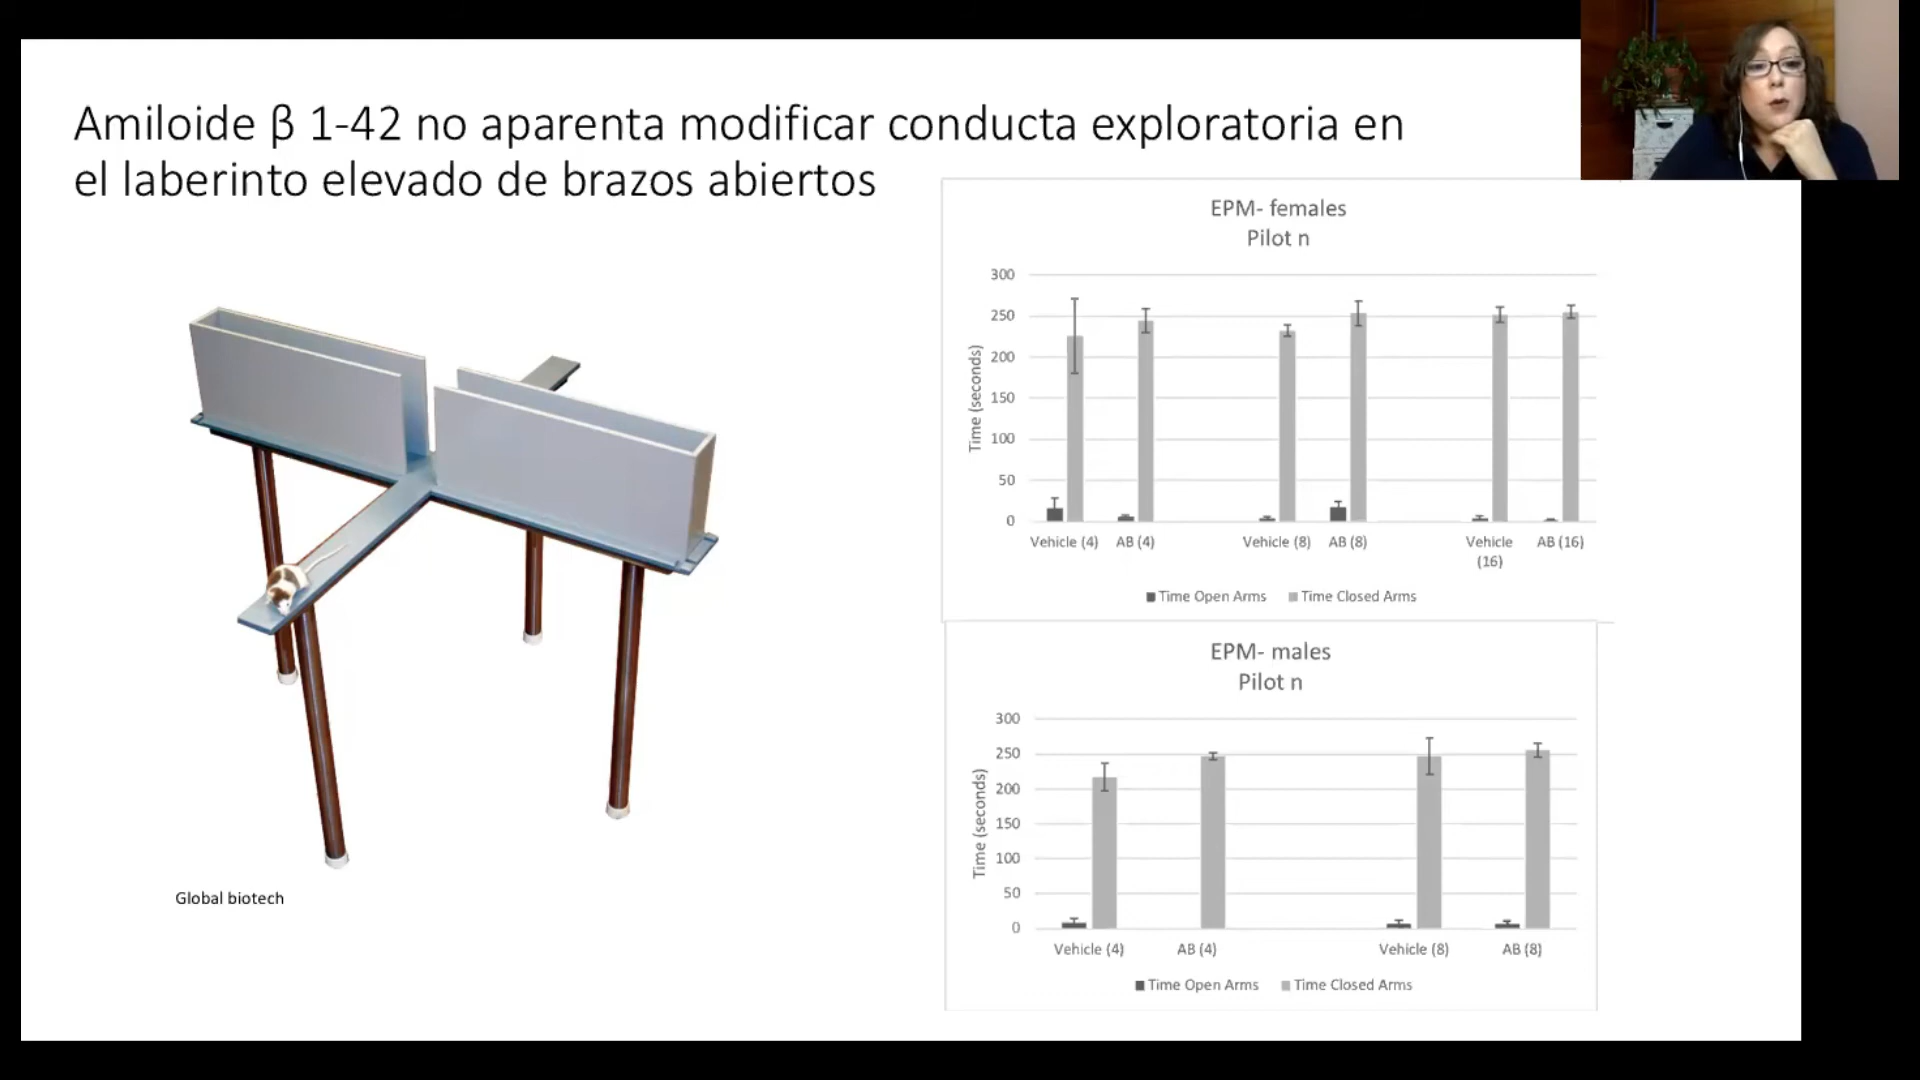 Amiloide β 1-42 no aparenta modificar conducta exploratoria en
el laberinto elevado de brazos abiertos
EPM- females
Pilot n
300
250
200
150
100
50
0
Time (seconds)
Vehicle (4) AB (4) Vehicle (8) AB (8) Vehicle AB (16)
(16)
Time Open Arms Time Closed Arms
EPM- males
Pilot n
300
250
200
150
100
50
0
Time (seconds)
Vehicle (4) AB (4) Vehicle (8) AB (8)
Time Open Arms Time Closed Arms
Global biotech